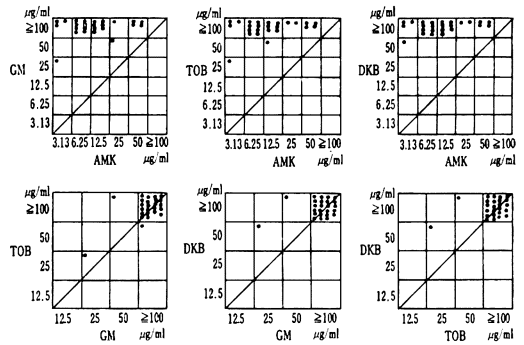 μg/ml μg/ml μg/ml
≧100 ≧100 ≧100
50 50 50
GM 25 TOB 25 DKB 25
12.5 12.5 12.5
6.25 6.25 6.25
3.13 3.13 3.13
3.13 6.25 12.5 25 50 ≧100 3.13 6.25 12.5 25 50 ≧100 3.13 6.25 12.5 25 50 ≧100
AMK μg/ml AMK μg/ml AMK μg/ml
μg/ml μg/ml μg/ml
≧100 ≧100 ≧100
TOB 50 DKB 50 DKB 50
25 25 25
12.5 12.5 12.5
12.5 25 50 ≧100 12.5 25 50 ≧100 12.5 25 50 ≧100
GM μg/ml GM μg/ml TOB μg/ml